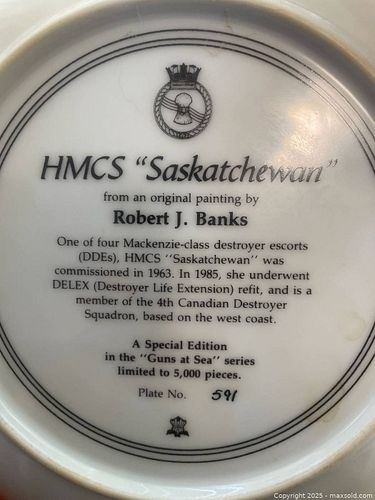 HMCS "Saskatchewan"
from an original painting by
Robert J. Banks
One of four Mackenzie-class destroyer escorts
(DDEs), HMCS "Saskatchewan" was
commissioned in 1963. In 1985, she underwent
DELEX (Destroyer Life Extension) refit, and is a
member of the 4th Canadian Destroyer
Squadron, based on the west coast.
A Special Edition
in the "Guns at Sea" series
limited to 5,000 pieces.
Plate No. 591
Copyright 2025 - maxsold.com